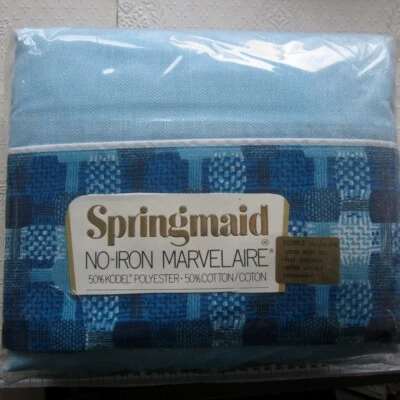 Springmaid®
NO-IRON MARVELAIRE®
50% KODEL® POLYESTER - 50% COTTON/COTON
DOUBLE